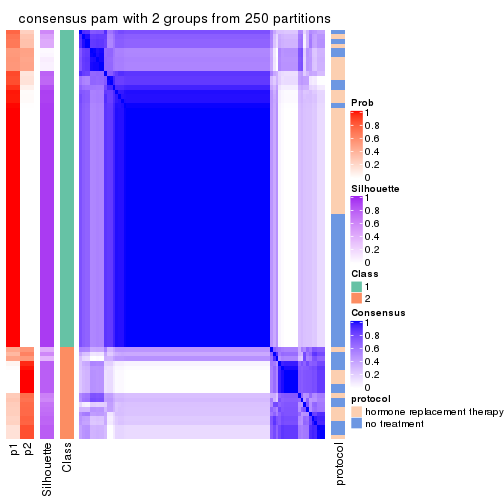 consensus pam with 2 groups from 250 partitions
Prob
1
0.8
0.6
0.4
0.2
0
Silhouette
1
0.8
0.6
0.4
0.2
0
Class
1
2
Consensus
1
0.8
0.6
0.4
0.2
0
protocol
hormone replacement therapy
no treatment
p1
p2
Silhouette
Class
protocol